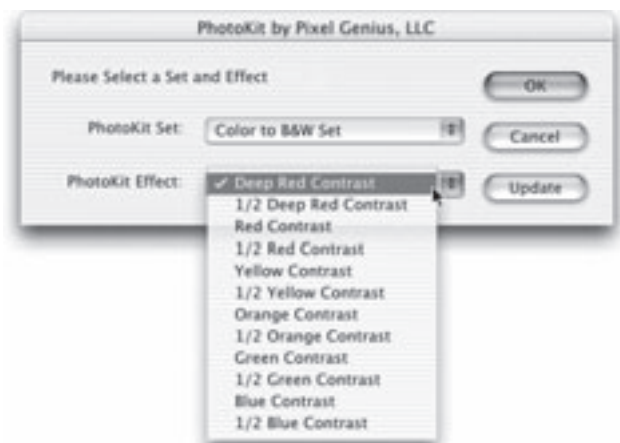 PhotoKit by Pixel Genius, LLC
Please Select a Set and Effect
OK
PhotoKit Set: Color to B&W Set
Cancel
PhotoKit Effect: ✓ Deep Red Contrast
Update
1/2 Deep Red Contrast
Red Contrast
1/2 Red Contrast
Yellow Contrast
1/2 Yellow Contrast
Orange Contrast
1/2 Orange Contrast
Green Contrast
1/2 Green Contrast
Blue Contrast
1/2 Blue Contrast